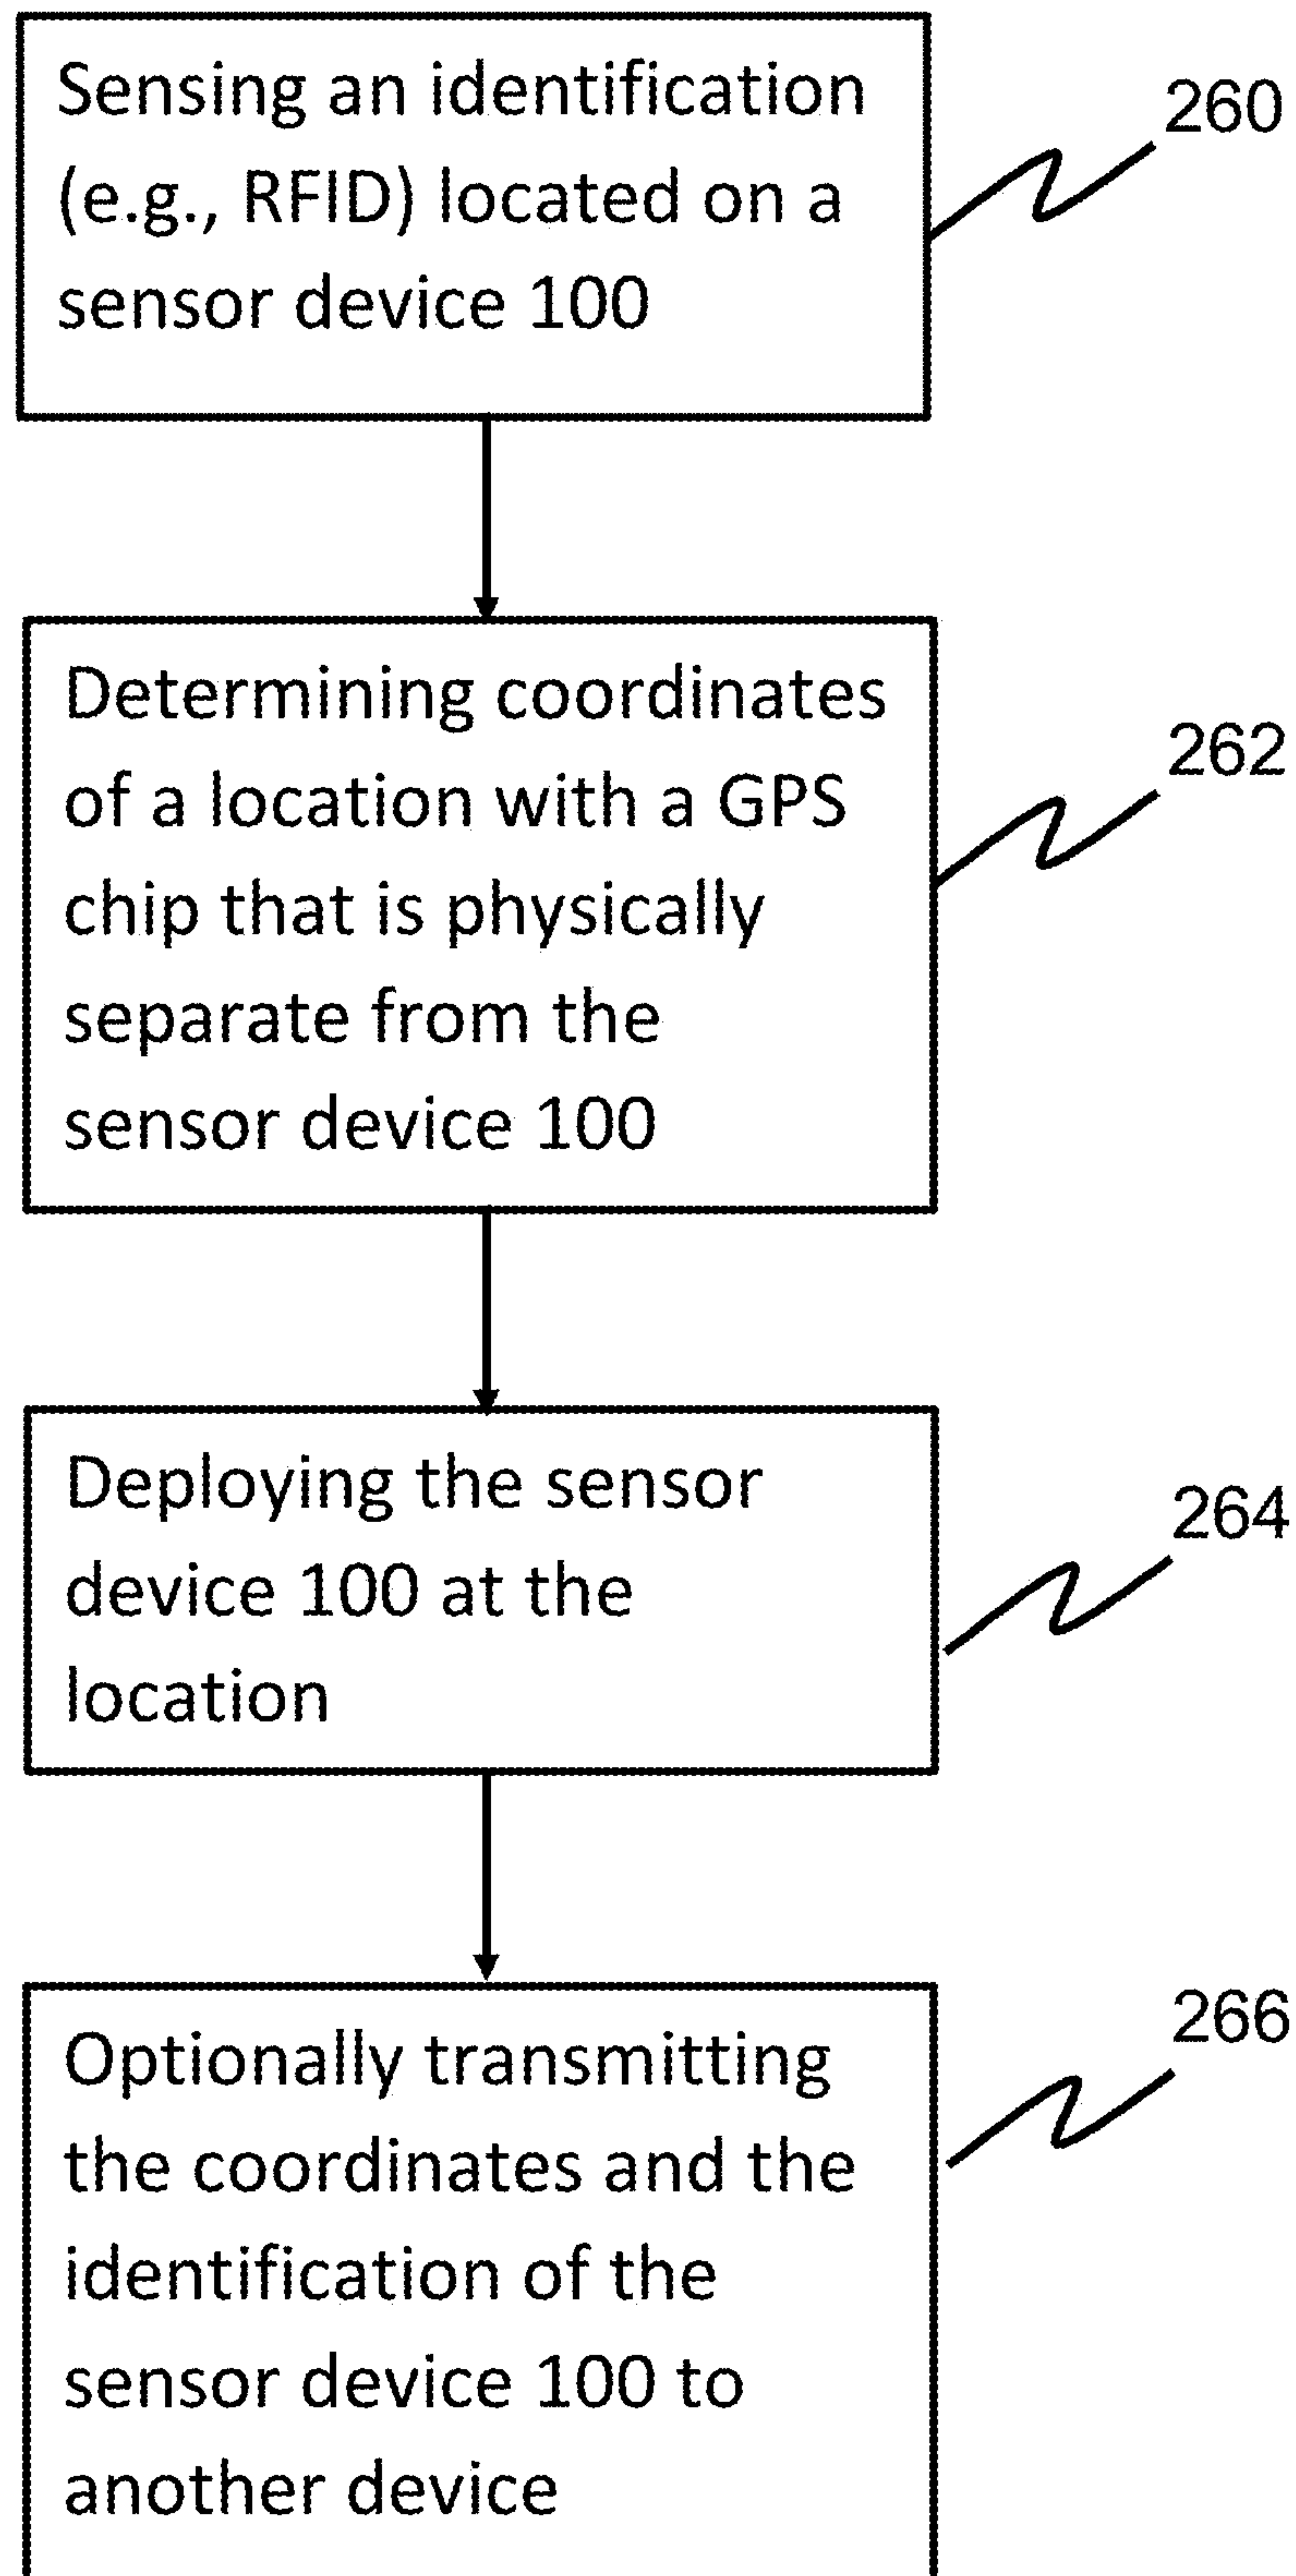 Sensing an identification
(e.g., RFID) located on a
sensor device 100
260
Determining coordinates
of a location with a GPS
chip that is physically
separate from the
sensor device 100
262
Deploying the sensor
device 100 at the
location
264
Optionally transmitting
the coordinates and the
identification of the
sensor device 100 to
another device
266